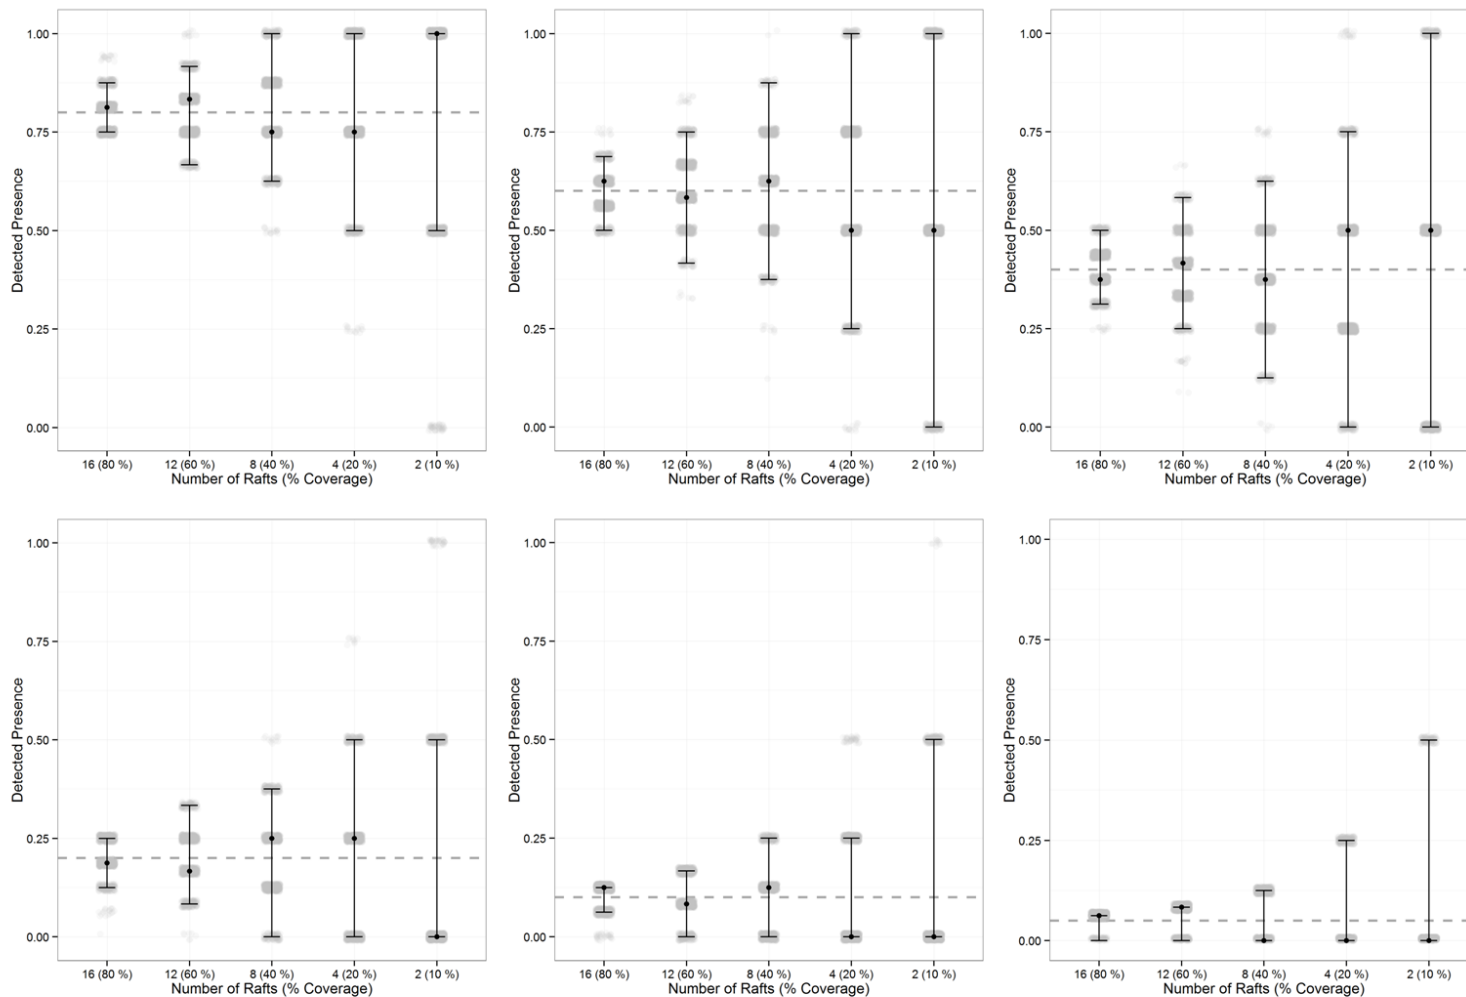 1.00
0.75
0.50
0.25
0.00
Detected Presence
16 (80 %) 12 (60 %) 8 (40 %) 4 (20 %) 2 (10 %)
Number of Rafts (% Coverage)
1.00
0.75
0.50
0.25
0.00
Detected Presence
16 (80 %) 12 (60 %) 8 (40 %) 4 (20 %) 2 (10 %)
Number of Rafts (% Coverage)
1.00
0.75
0.50
0.25
0.00
Detected Presence
16 (80 %) 12 (60 %) 8 (40 %) 4 (20 %) 2 (10 %)
Number of Rafts (% Coverage)
1.00
0.75
0.50
0.25
0.00
Detected Presence
16 (80 %) 12 (60 %) 8 (40 %) 4 (20 %) 2 (10 %)
Number of Rafts (% Coverage)
1.00
0.75
0.50
0.25
0.00
Detected Presence
16 (80 %) 12 (60 %) 8 (40 %) 4 (20 %) 2 (10 %)
Number of Rafts (% Coverage)
1.00
0.75
0.50
0.25
0.00
Detected Presence
16 (80 %) 12 (60 %) 8 (40 %) 4 (20 %) 2 (10 %)
Number of Rafts (% Coverage)